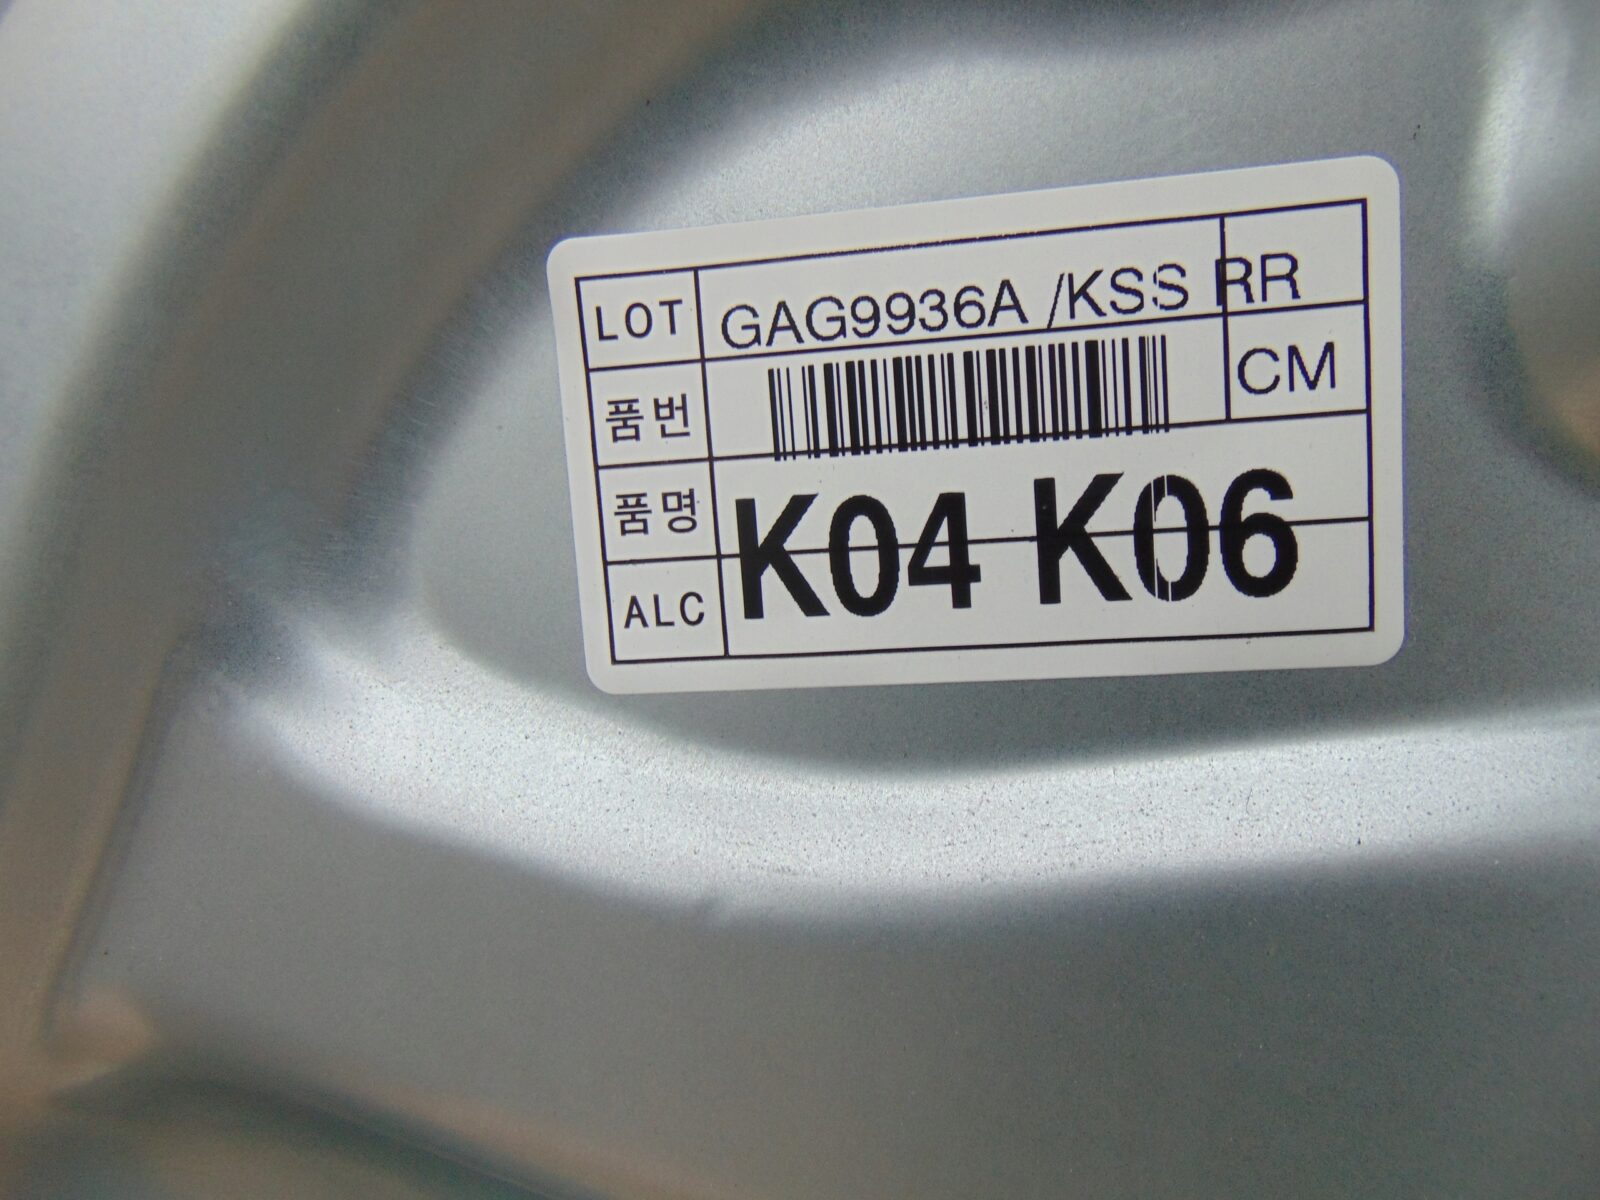 LOT GAG9936A /KSS RR
품번 CM
품명 K04 K06
ALC